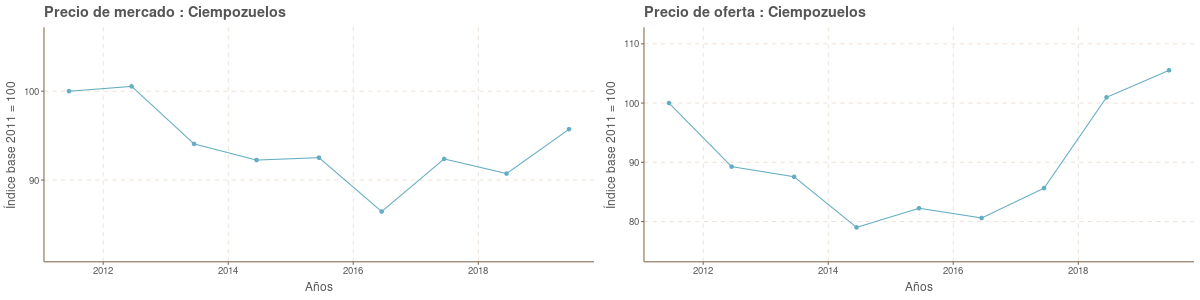 Precio de mercado : Ciempozuelos
Índice base 2011 = 100
100
90
2012
2014
2016
2018
Años
Precio de oferta : Ciempozuelos
Índice base 2011 = 100
110
100
90
80
2012
2014
2016
2018
Años